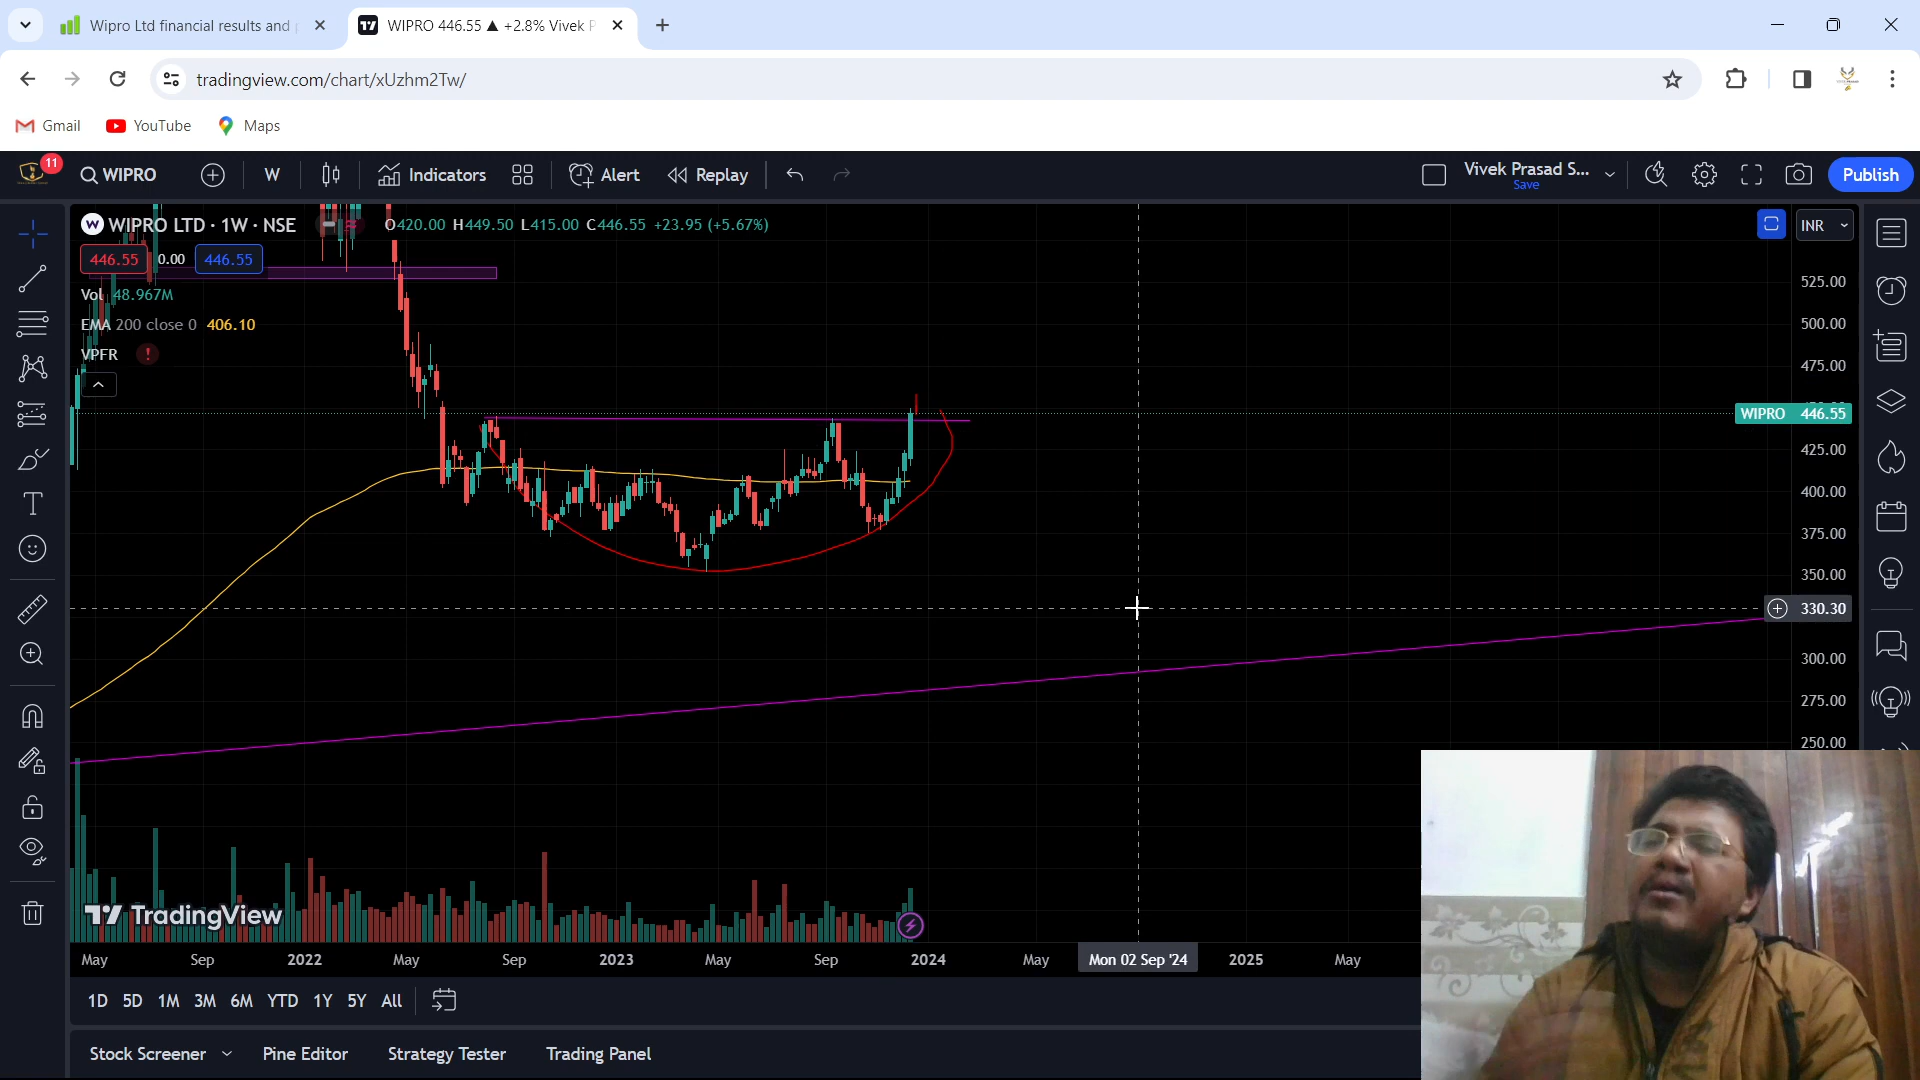 Wipro Ltd financial results and
WIPRO 446.55 ▲ +2.8% Vivek P
tradingview.com/chart/xUzhm2Tw/
Gmail
YouTube
Maps
11
WIPRO
W
Indicators
Alert
Replay
Vivek Prasad S...
Save
Publish
WIPRO LTD · 1W · NSE
O420.00 H449.50 L415.00 C446.55 +23.95 (+5.67%)
INR
446.55
0.00
446.55
Vol 48.967M
EMA 200 close 0 406.10
VPFR
525.00
500.00
475.00
WIPRO 446.55
425.00
400.00
375.00
350.00
330.30
300.00
275.00
250.00
TradingView
May
Sep
2022
May
Sep
2023
May
Sep
2024
May
Mon 02 Sep '24
2025
May
1D 5D 1M 3M 6M YTD 1Y 5Y All
Stock Screener
Pine Editor
Strategy Tester
Trading Panel